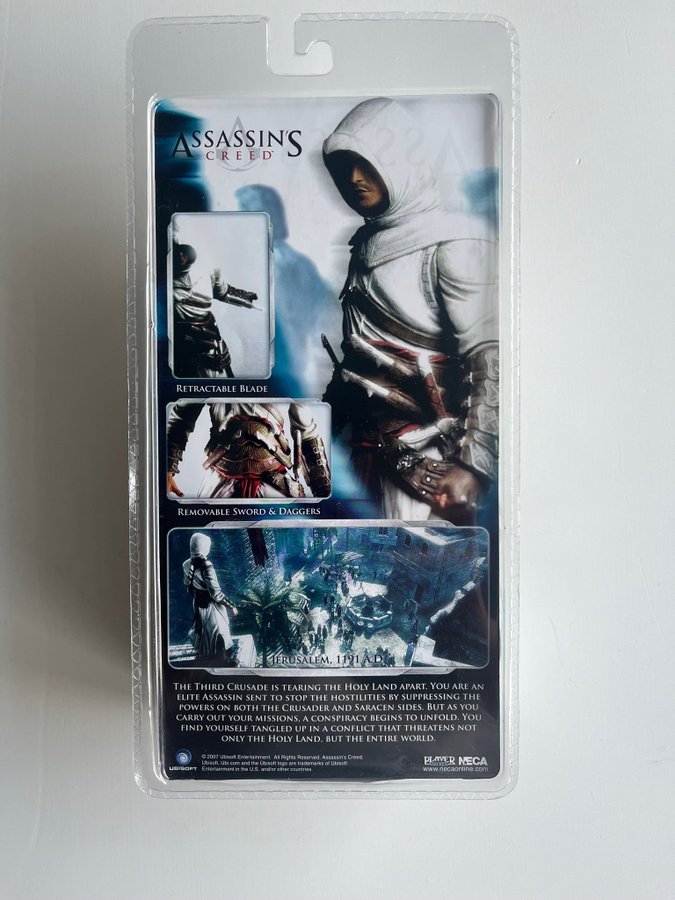 ASSASSIN'S
CREED™
RETRACTABLE BLADE
REMOVABLE SWORD & DAGGERS
JERUSALEM, 1191 A.D.
THE THIRD CRUSADE IS TEARING THE HOLY LAND APART. YOU ARE AN
ELITE ASSASSIN SENT TO STOP THE HOSTILITIES BY SUPPRESSING THE
POWERS ON BOTH THE CRUSADER AND SARACEN SIDES. BUT AS YOU
CARRY OUT YOUR MISSIONS, A CONSPIRACY BEGINS TO UNFOLD. YOU
FIND YOURSELF TANGLED UP IN A CONFLICT THAT THREATENS NOT
ONLY THE HOLY LAND, BUT THE ENTIRE WORLD.
UBISOFT
© 2007 Ubisoft Entertainment. All Rights Reserved. Assassin's Creed,
Ubisoft, Ubi.com and the Ubisoft logo are trademarks of Ubisoft
Entertainment in the U.S. and/or other countries.
PLAYER NECA
www.necaonline.com